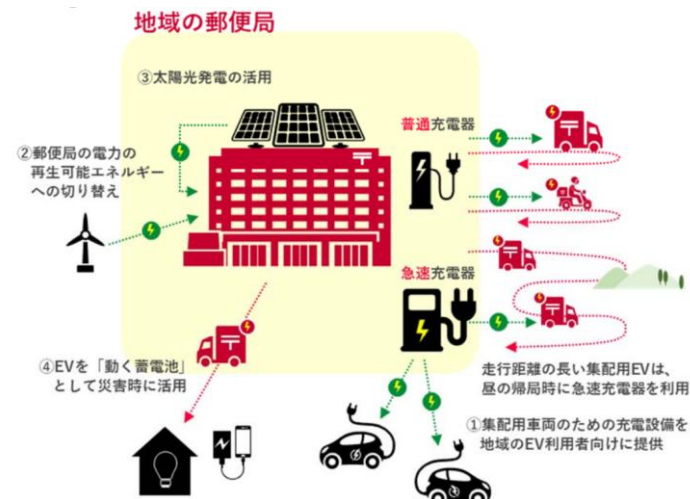 地域の郵便局
③太陽光発電の活用
普通充電器
②郵便局の電力の
再生可能エネルギー
への切り替え
急速充電器
④EVを「動く蓄電池」
として災害時に活用
走行距離の長い集配用EVは、
昼の帰局時に急速充電器を利用
①集配用車両のための充電設備を
地域のEV利用者向けに提供